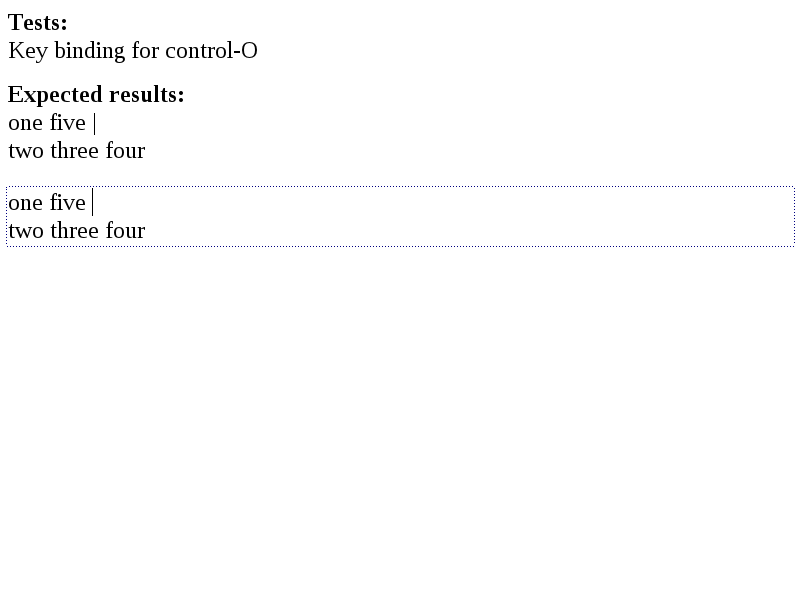 Tests:
Key binding for control-O
Expected results:
one five |
two three four
one five
two three four